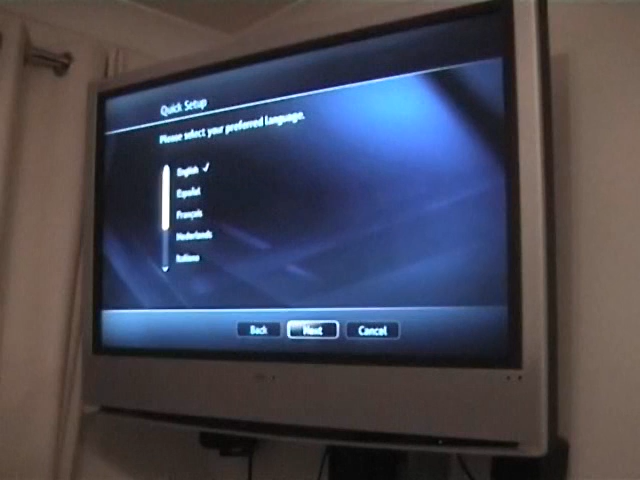 Quick Setup
Please select your preferred language.
English ✓
Español
Français
Nederlands
Italiano
Back Next Cancel